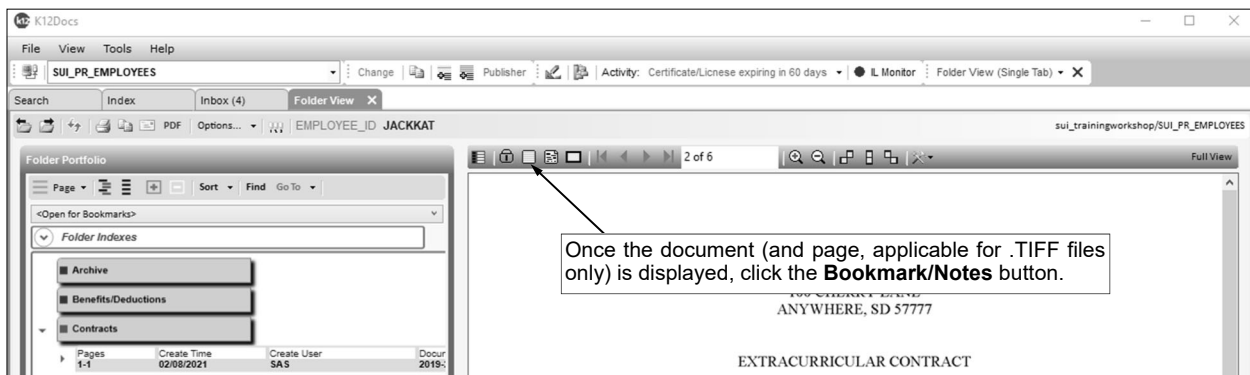 K12Docs
File View Tools Help
SUI_PR_EMPLOYEES Change Publisher Activity: Certificate/Licnese expiring in 60 days IL Monitor Folder View (Single Tab)
Search Index Inbox (4) Folder View X
PDF Options... EMPLOYEE_ID JACKKAT sui_trainingworkshop/SUI_PR_EMPLOYEES
Folder Portfolio 2 of 6 Full View
Page Sort Find Go To
<Open for Bookmarks>
Folder Indexes
Once the document (and page, applicable for .TIFF files
only) is displayed, click the Bookmark/Notes button.
Archive
Benefits/Deductions
ANYWHERE, SD 57777
Contracts
Pages Create Time Create User Docur
1-1 02/08/2021 SAS 2019-
EXTRACURRICULAR CONTRACT